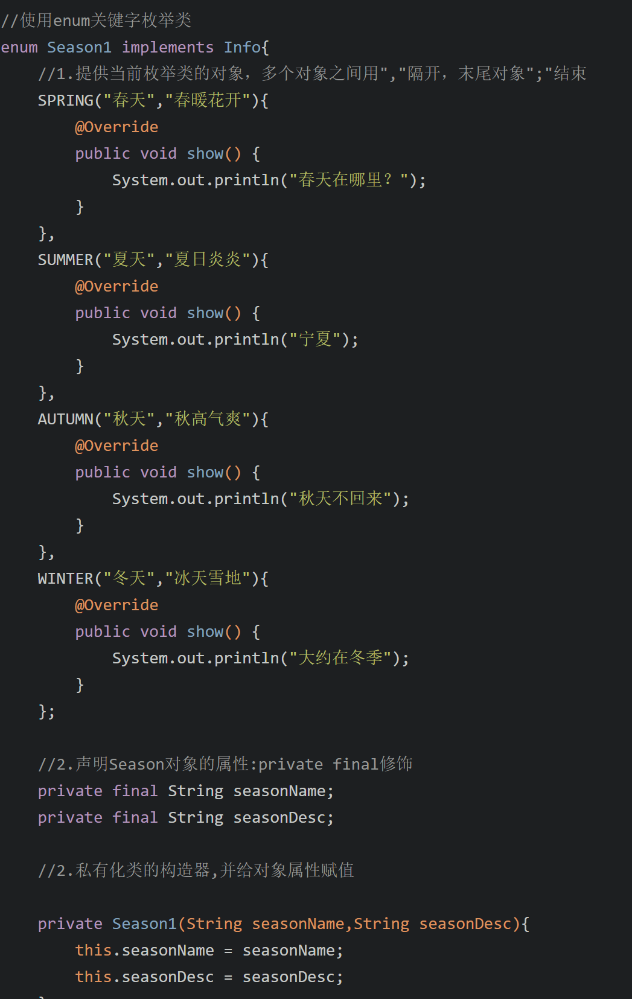 //使用enum关键字枚举类
enum Season1 implements Info{
    //1.提供当前枚举类的对象，多个对象之间用","隔开，末尾对象";"结束
    SPRING("春天","春暖花开"){
        @Override
        public void show() {
            System.out.println("春天在哪里？");
        }
    },
    SUMMER("夏天","夏日炎炎"){
        @Override
        public void show() {
            System.out.println("宁夏");
        }
    },
    AUTUMN("秋天","秋高气爽"){
        @Override
        public void show() {
            System.out.println("秋天不回来");
        }
    },
    WINTER("冬天","冰天雪地"){
        @Override
        public void show() {
            System.out.println("大约在冬季");
        }
    };
    //2.声明Season对象的属性:private final修饰
    private final String seasonName;
    private final String seasonDesc;
    //2.私有化类的构造器,并给对象属性赋值
    private Season1(String seasonName,String seasonDesc){
        this.seasonName = seasonName;
        this.seasonDesc = seasonDesc;